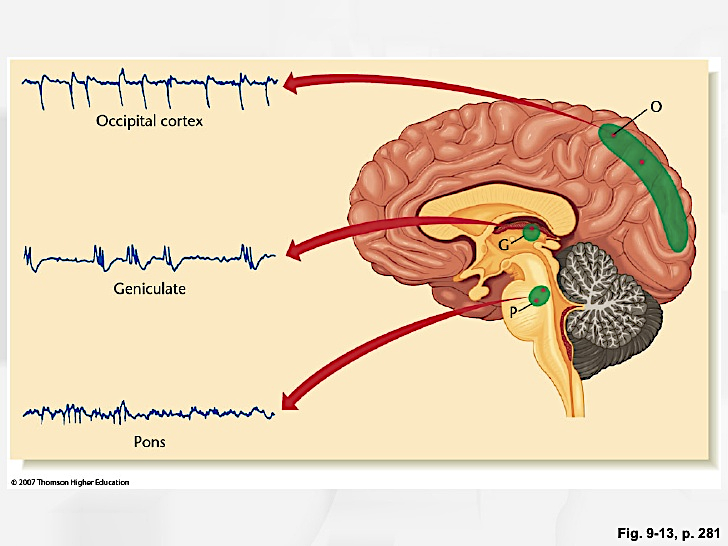 Occipital cortex
O
G
Geniculate
P
Pons
© 2007 Thomson Higher Education
Fig. 9-13, p. 281